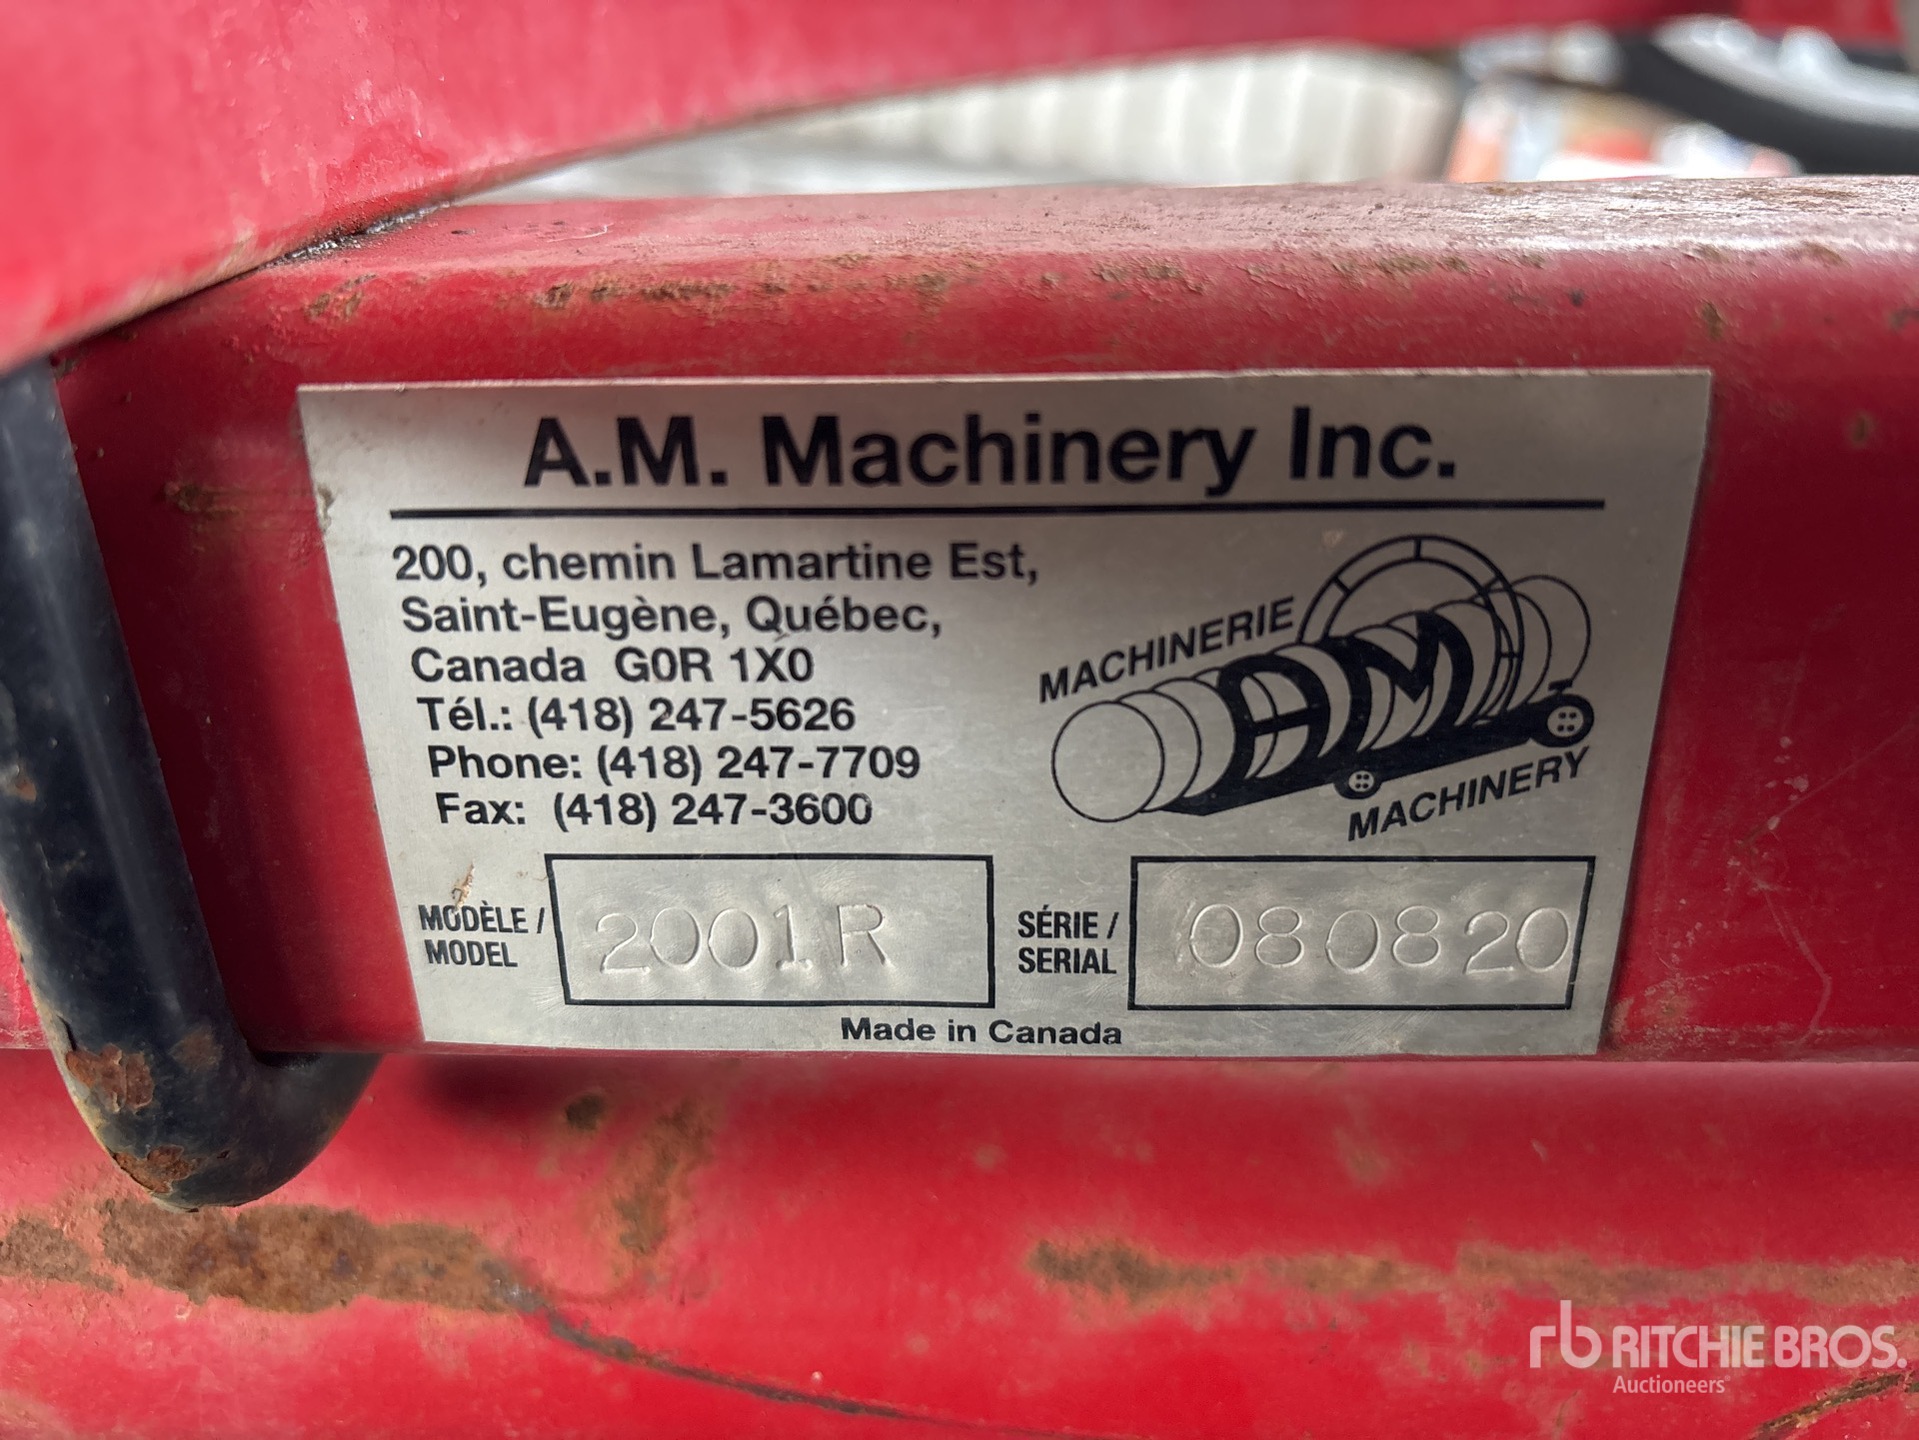 A.M. Machinery Inc.
200, chemin Lamartine Est,
Saint-Eugène, Québec,
Canada G0R 1X0
Tél.: (418) 247-5626
Phone: (418) 247-7709
Fax: (418) 247-3600
MACHINERIE
AM
MACHINERY
MODÈLE /
MODEL
2001R
SÉRIE /
SERIAL
080820
Made in Canada
rb RITCHIE BROS.
Auctioneers